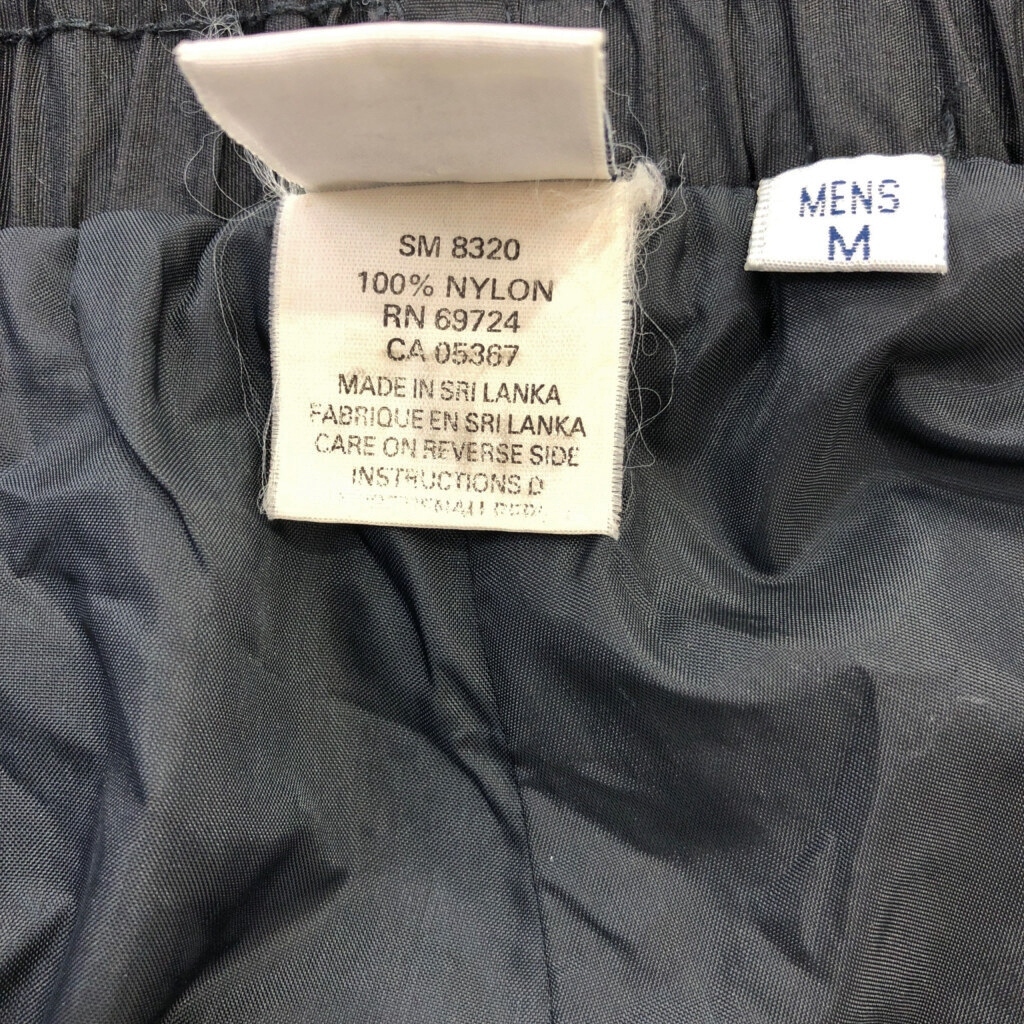 SM 8320
100% NYLON
RN 69724
CA 05367
MADE IN SRI LANKA
FABRIQUE EN SRI LANKA
CARE ON REVERSE SIDE
INSTRUCTIONS D
MENS
M